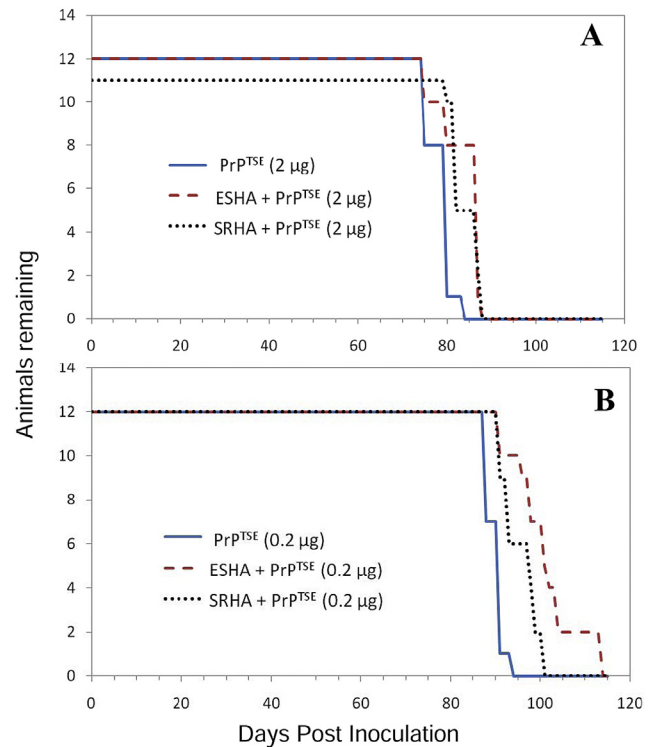 14
A
12
10
8
PrPTSE (2 µg)
6
ESHA + PrPTSE (2 µg)
4
SRHA + PrPTSE (2 µg)
2
0
0 20 40 60 80 100 120
Animals remaining
14
B
12
10
8
6
PrPTSE (0.2 µg)
4
ESHA + PrPTSE (0.2 µg)
SRHA + PrPTSE (0.2 µg)
2
0
0 20 40 60 80 100 120
Days Post Inoculation